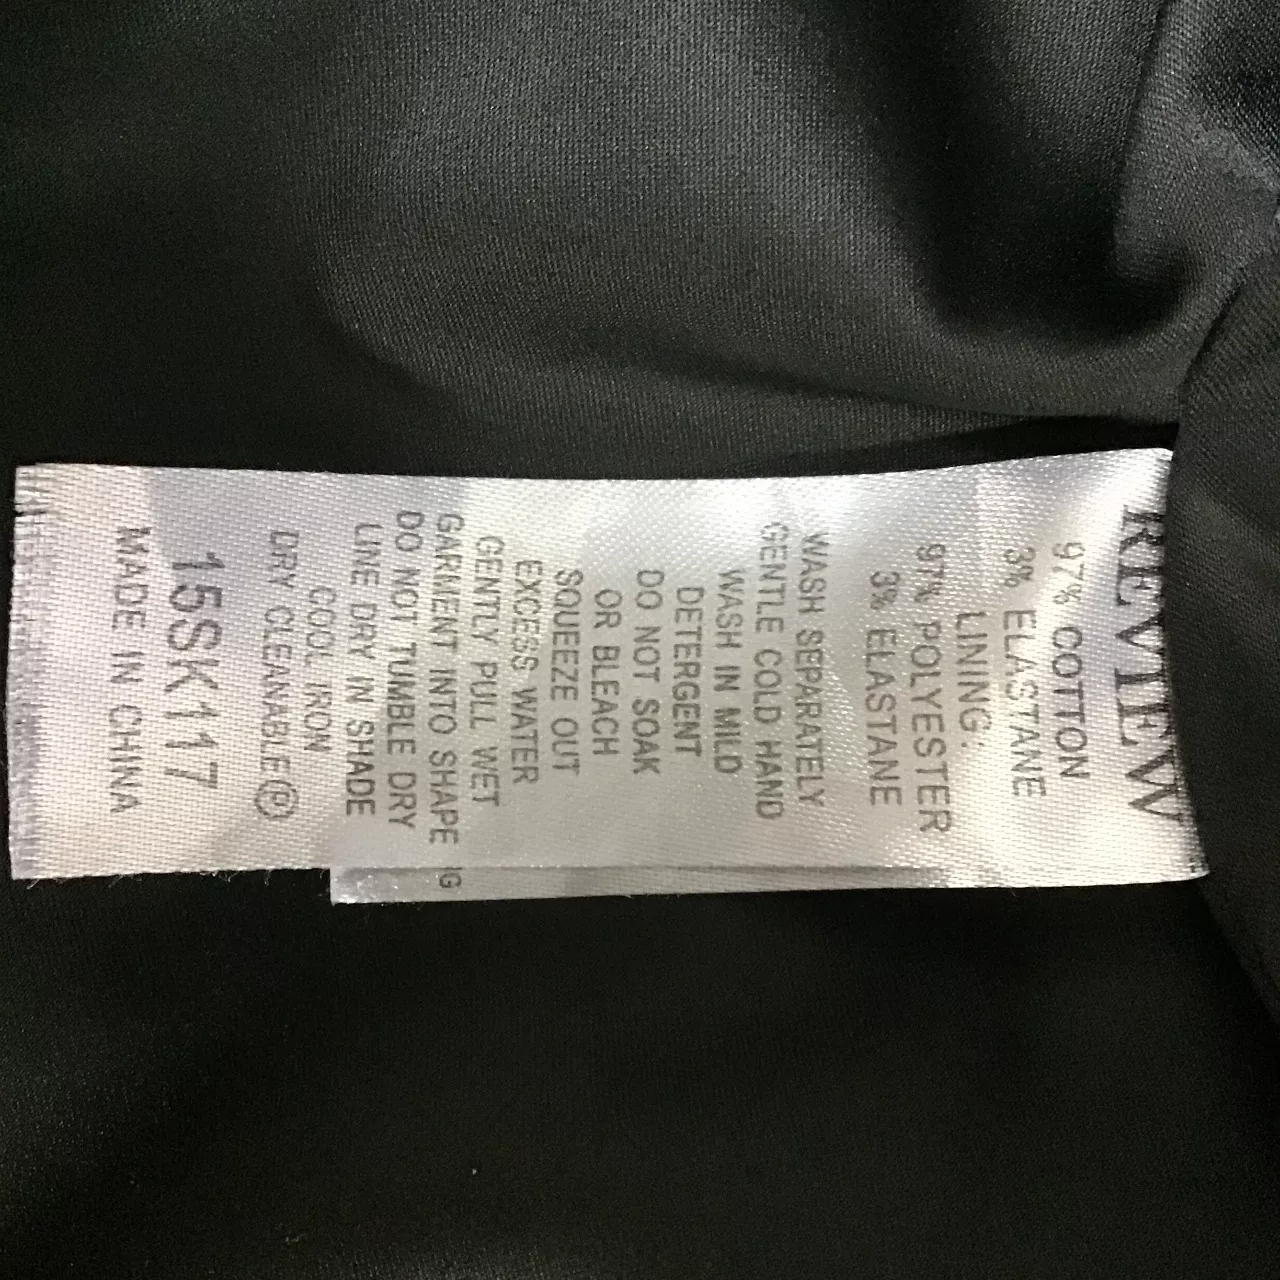 REVIEW
97% COTTON
3% ELASTANE
LINING:
97% POLYESTER
3% ELASTANE
WASH SEPARATELY
GENTLE COLD HAND
WASH IN MILD
DETERGENT
DO NOT SOAK
OR BLEACH
SQUEEZE OUT
EXCESS WATER
GENTLY PULL WET
GARMENT INTO SHAPE
DO NOT TUMBLE DRY
LINE DRY IN SHADE
COOL IRON
DRY CLEANABLE Ⓟ
15SK117
MADE IN CHINA